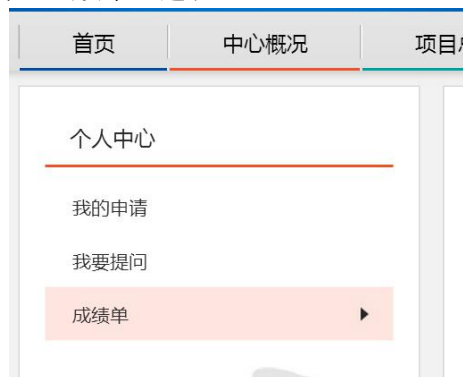 首页 中心概况 项目
个人中心
我的申请
我要提问
成绩单